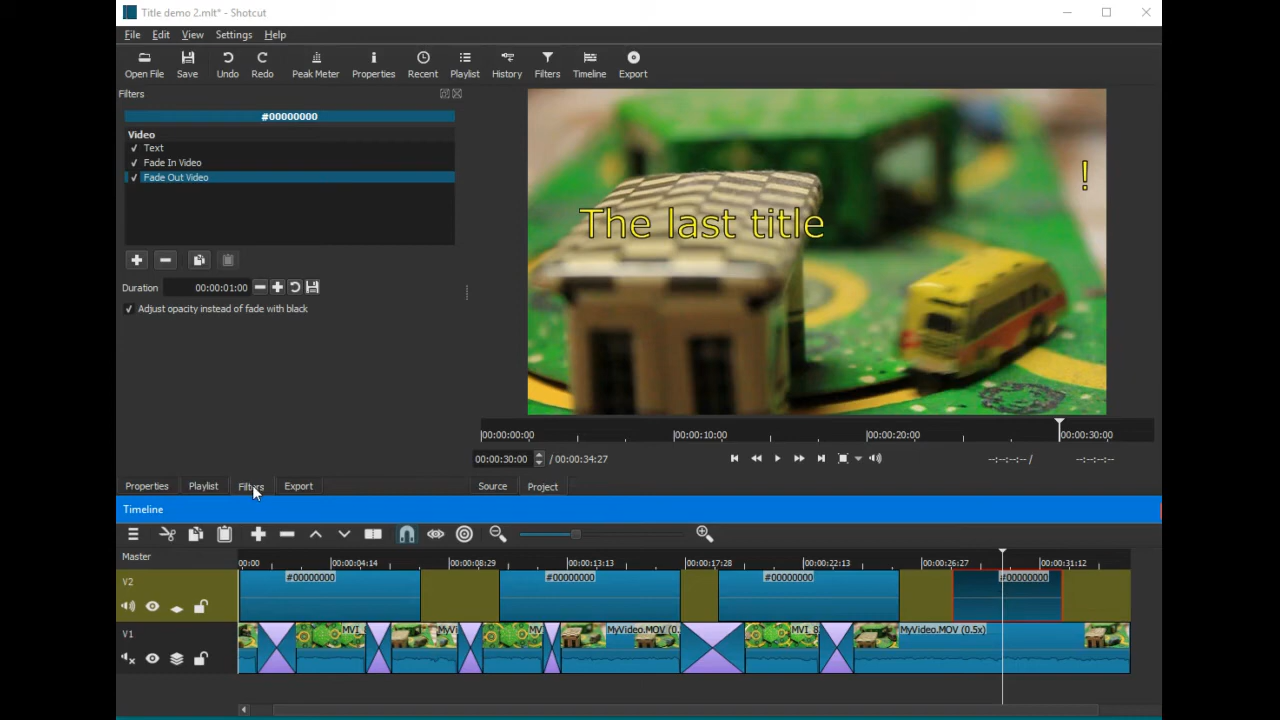 Title demo 2.mlt* - Shotcut
File Edit View Settings Help
Open File Save Undo Redo Peak Meter Properties Recent Playlist History Filters Timeline Export
Filters
#00000000
Video
Text
Fade In Video
Fade Out Video
Duration 00:00:01:00
Adjust opacity instead of fade with black
!
The last title
00:00:00:00 00:00:10:00 00:00:20:00 00:00:30:00
00:00:30:00 / 00:00:34:27 --:--:--:-- / --:--:--:--
Properties Playlist Filters Export Source Project
Timeline
Master
00:00 00:00:04:14 00:00:08:29 00:00:13:13 00:00:17:28 00:00:22:13 00:00:26:27 00:00:31:12
V2 #00000000 #00000000 #00000000 #00000000
V1 MVI_ MyVi MV MyVideo.MOV (0. MVI_8 MyVideo.MOV (0.5x)